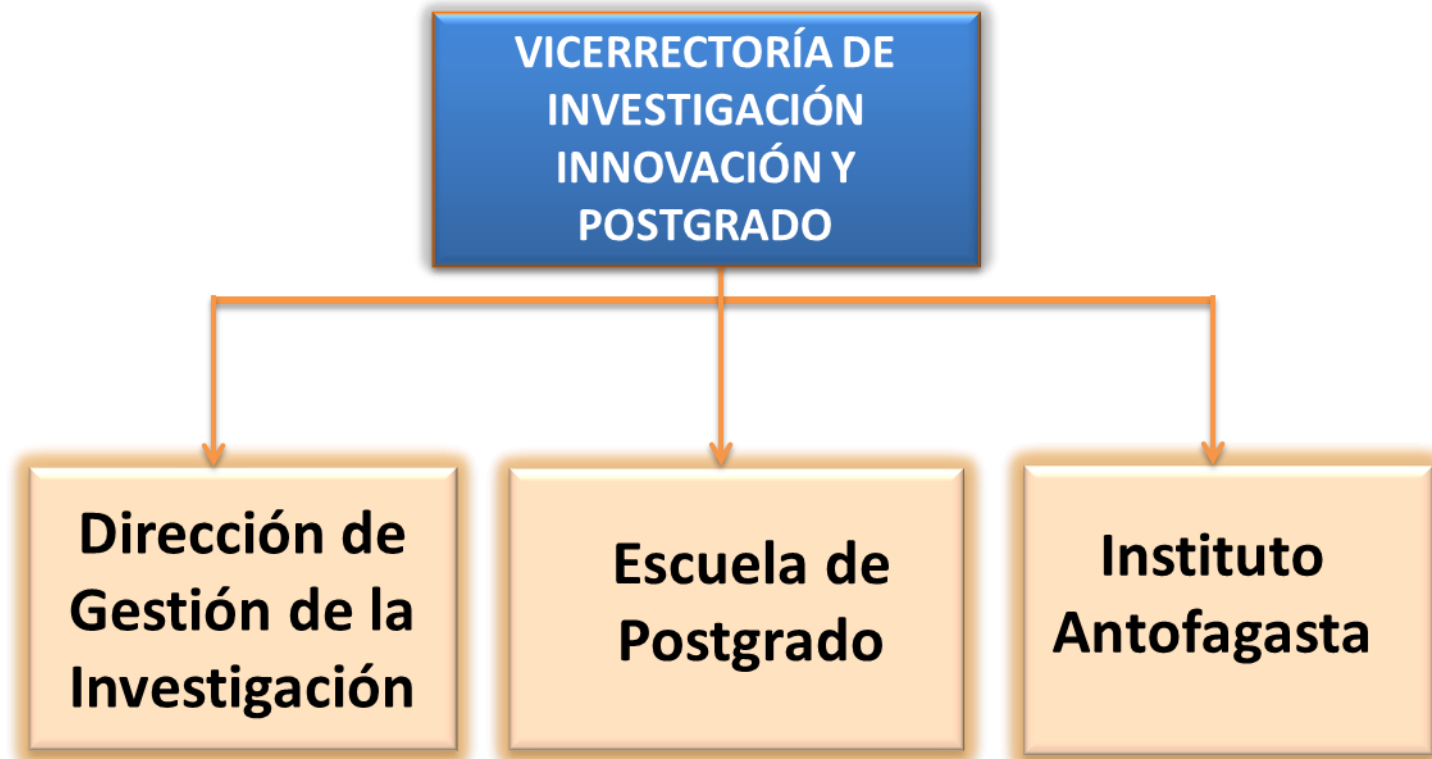 VICERRECTORÍA DE
INVESTIGACIÓN
INNOVACIÓN Y
POSTGRADO
Dirección de
Gestión de la
Investigación
Escuela de
Postgrado
Instituto
Antofagasta